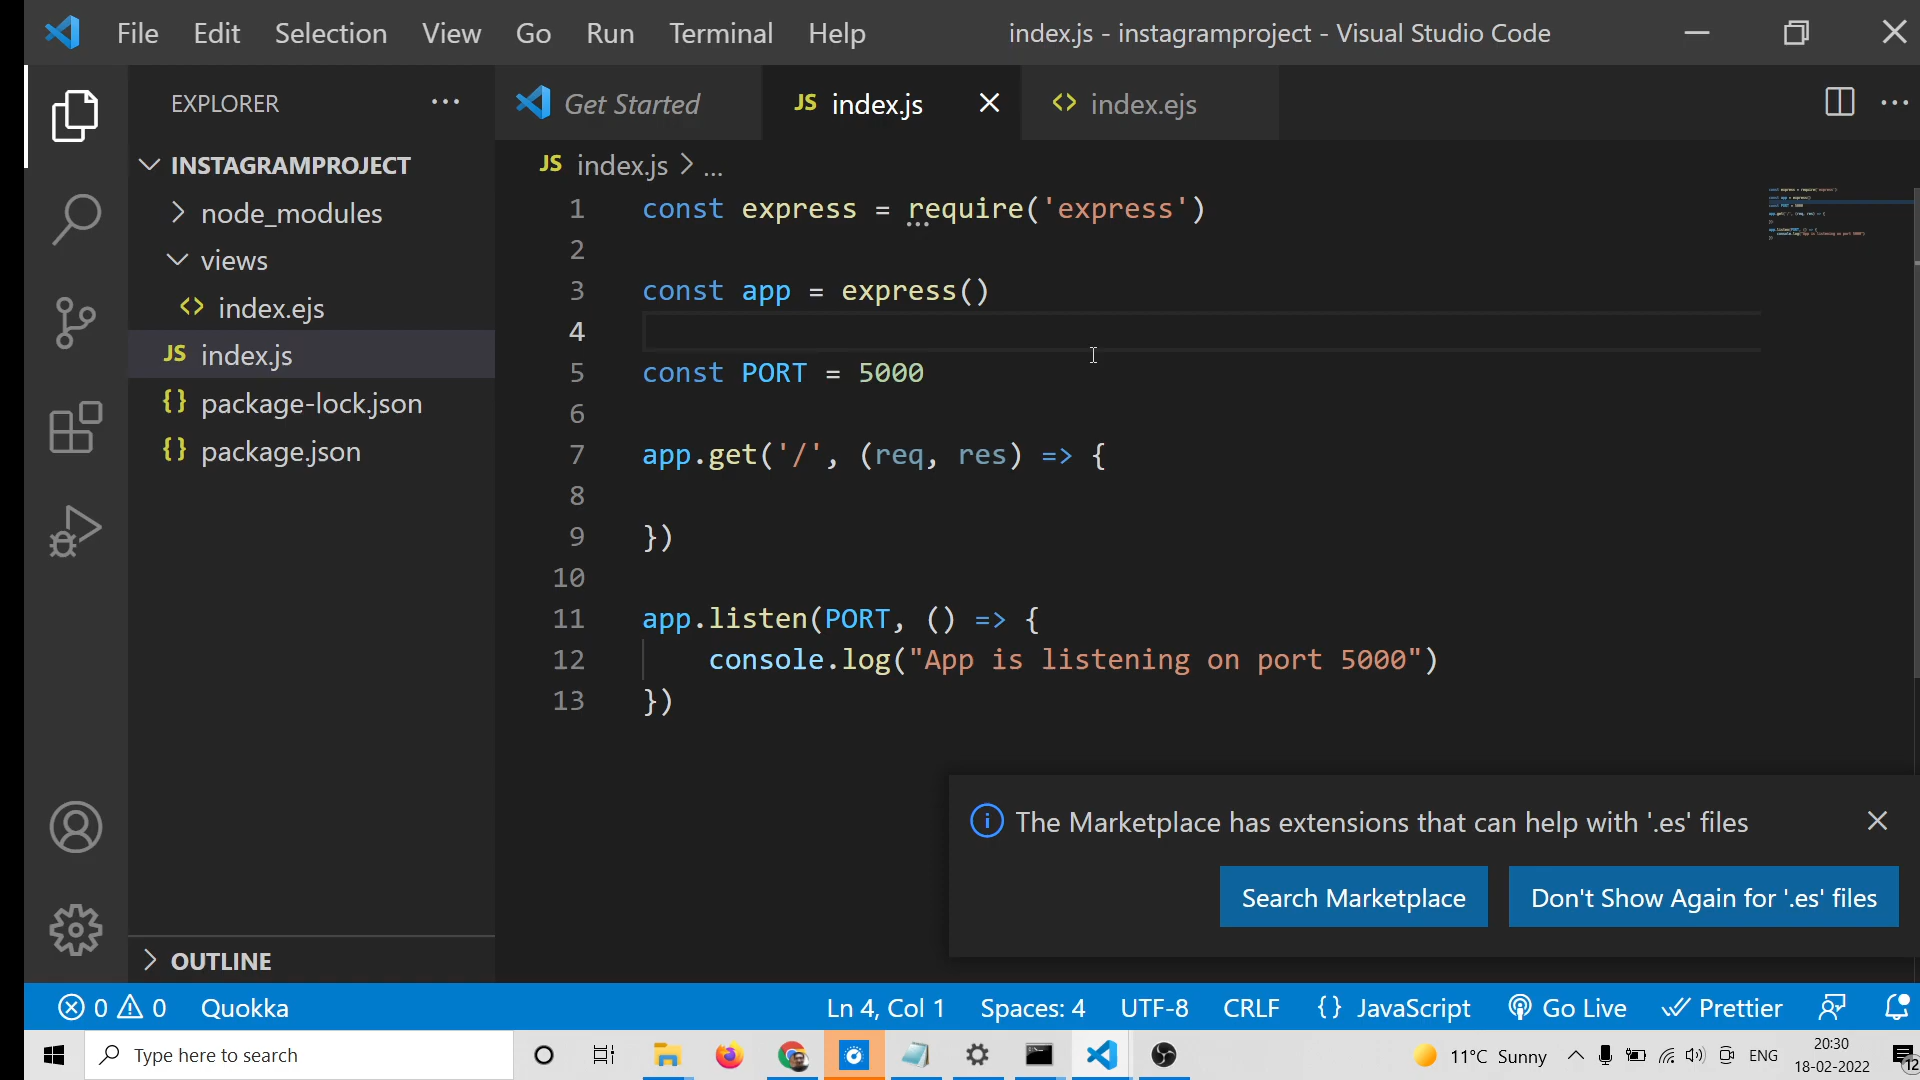 File Edit Selection View Go Run Terminal Help index.js - instagramproject - Visual Studio Code
EXPLORER ...
Get Started JS index.js <> index.ejs ...
INSTAGRAMPROJECT
node_modules
views
<> index.ejs
JS index.js
{} package-lock.json
{} package.json
OUTLINE
JS index.js > ...
1 const express = require('express')
2
3 const app = express()
4
5 const PORT = 5000
6
7 app.get('/', (req, res) => {
8
9 })
10
11 app.listen(PORT, () => {
12     console.log("App is listening on port 5000")
13 })
The Marketplace has extensions that can help with '.es' files
Search Marketplace Don't Show Again for '.es' files
0 0 Quokka Ln 4, Col 1 Spaces: 4 UTF-8 CRLF {} JavaScript Go Live Prettier
Type here to search 11°C Sunny ENG 20:30
18-02-2022 12